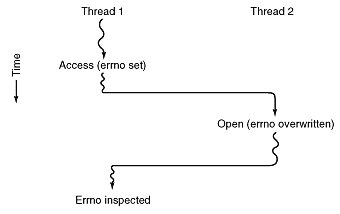 Thread 1
Thread 2
Time
Access (errno set)
Open (errno overwritten)
Errno inspected